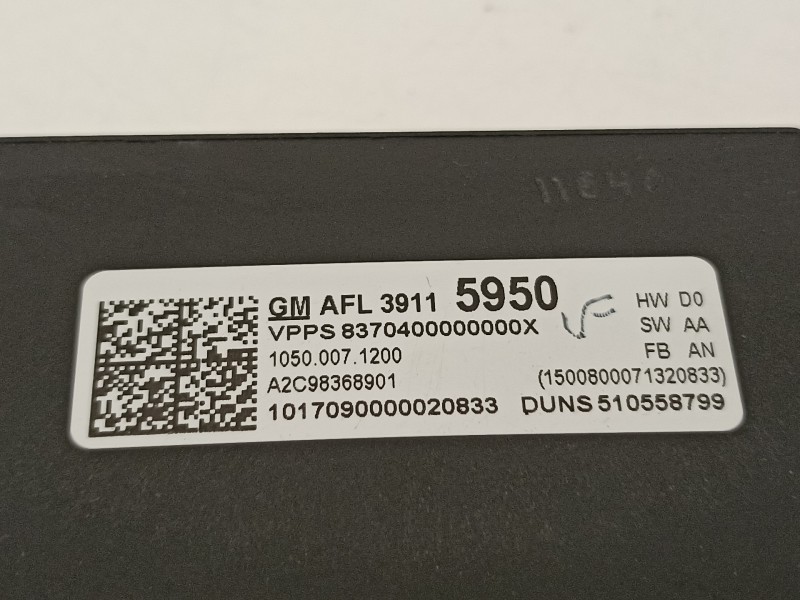 GM AFL 3911 5950
HW D0
VPPS 8370400000000X
SW AA
1050.007.1200
FB AN
A2C98368901
(1500800071320833)
1017090000020833
DUNS 510558799